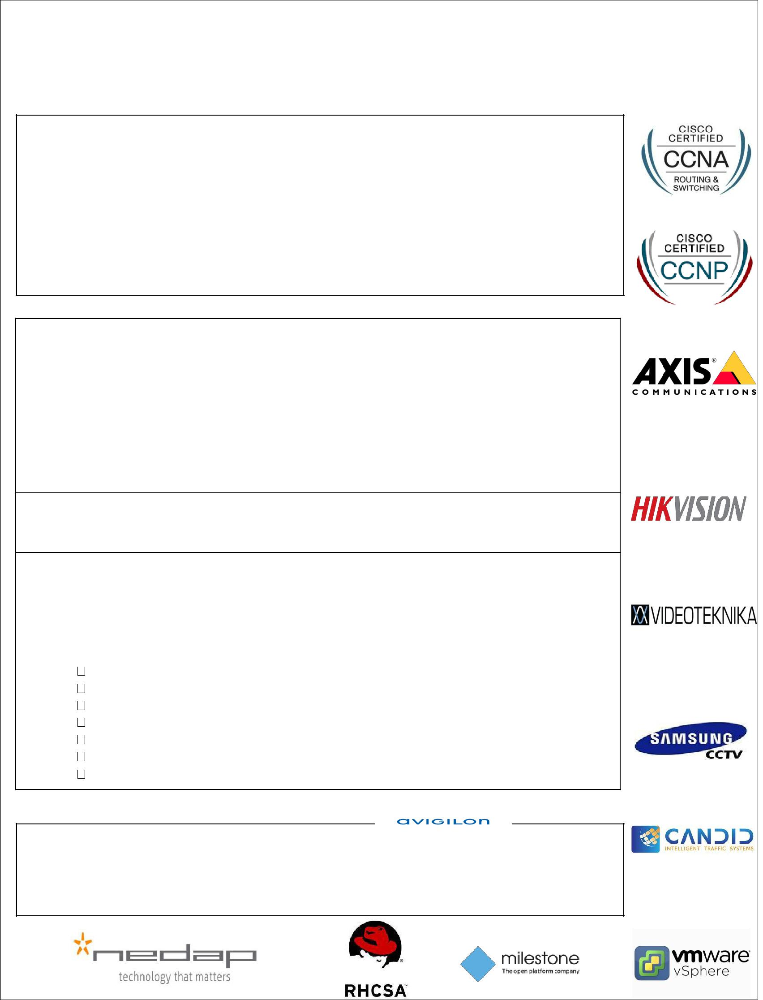 CISCO
CERTIFIED
CCNA
ROUTING &
SWITCHING
CISCO
CERTIFIED
CCNP
AXIS®
COMMUNICATIONS
HIKVISION
VIDEOTEKNIKA
SAMSUNG
CCTV
avigilon
CANDID
INTELLIGENT TRAFFIC SYSTEMS
nedap
technology that matters
®
RHCSA™
milestone
The open platform company
vmware®
vSphere